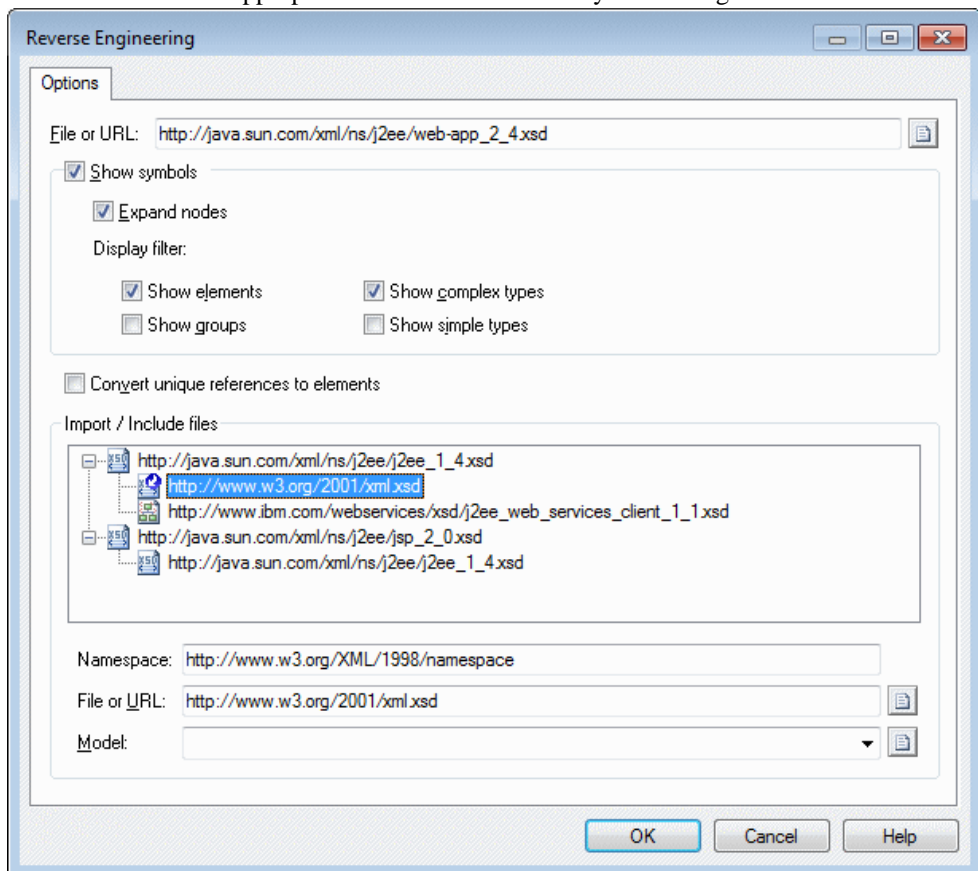 Reverse Engineering
Options
File or URL: http://java.sun.com/xml/ns/j2ee/web-app_2_4.xsd
Show symbols
Expand nodes
Display filter:
Show elements Show complex types
Show groups Show simple types
Convert unique references to elements
Import / Include files
http://java.sun.com/xml/ns/j2ee/j2ee_1_4.xsd
http://www.w3.org/2001/xml.xsd
http://www.ibm.com/webservices/xsd/j2ee_web_services_client_1_1.xsd
http://java.sun.com/xml/ns/j2ee/jsp_2_0.xsd
http://java.sun.com/xml/ns/j2ee/j2ee_1_4.xsd
Namespace: http://www.w3.org/XML/1998/namespace
File or URL: http://www.w3.org/2001/xml.xsd
Model:
OK Cancel Help